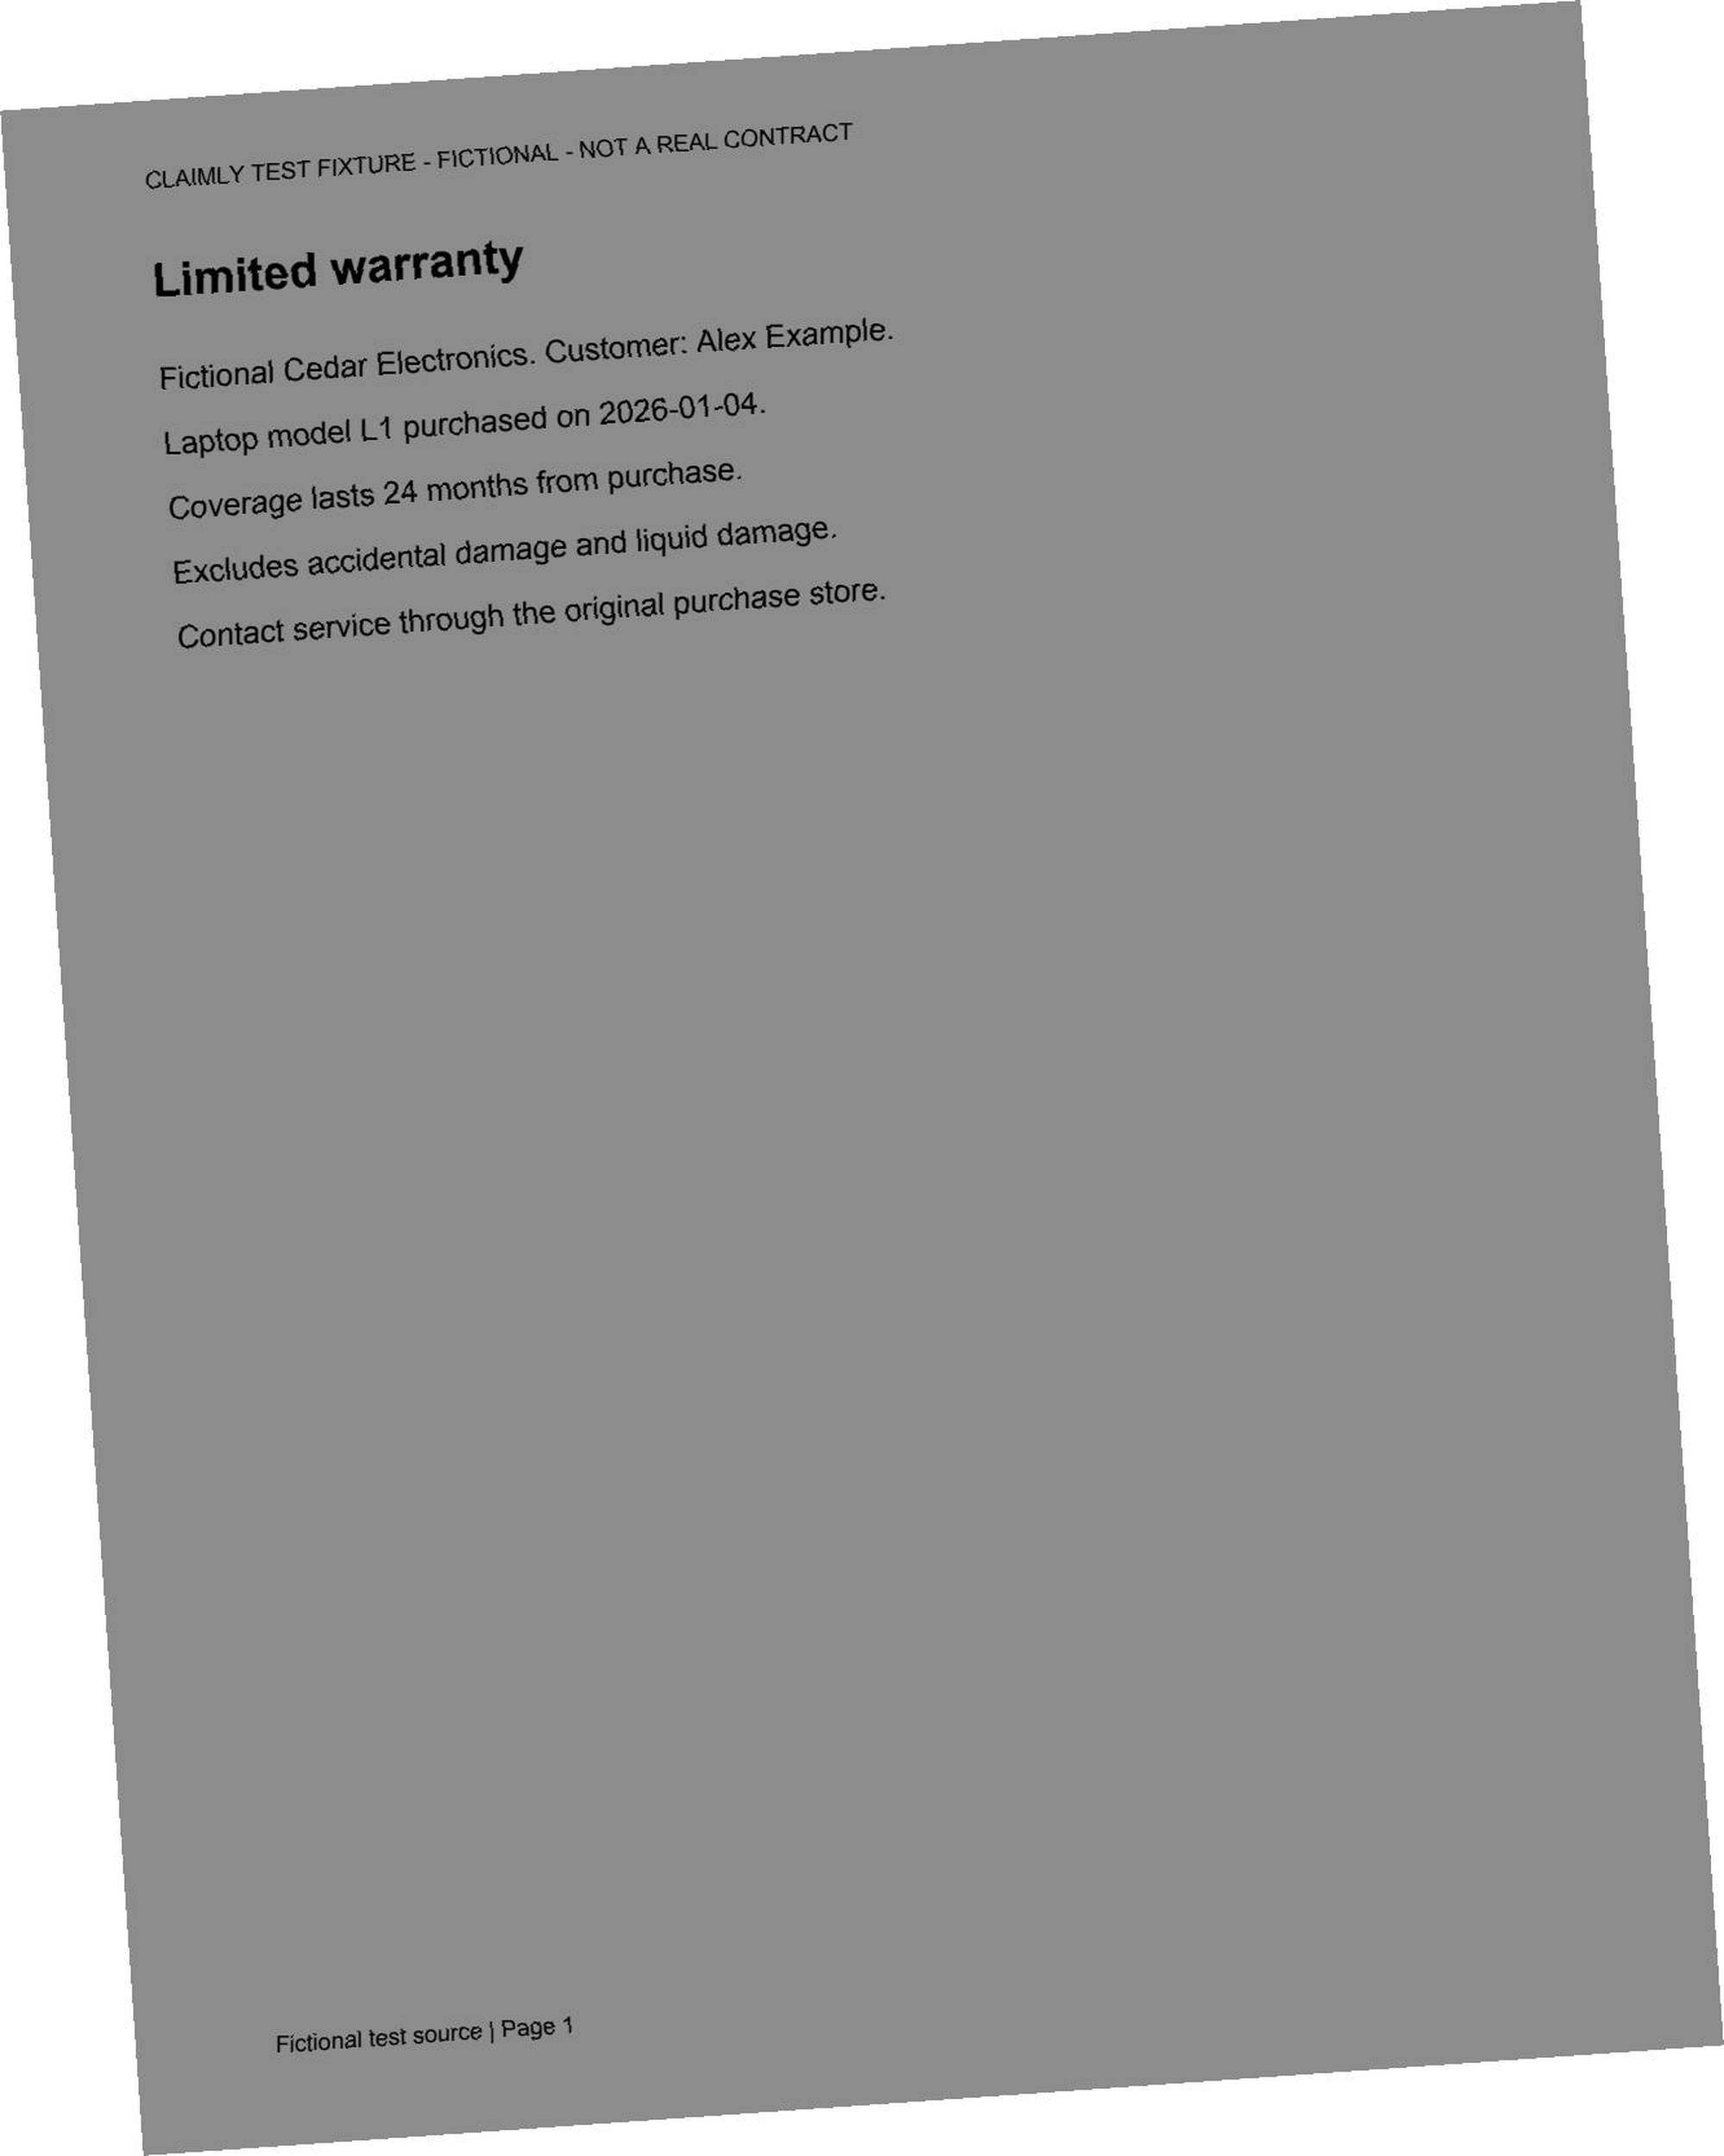 CLAIMLY TEST FIXTURE - FICTIONAL - NOT A REAL CONTRACT
Limited warranty
Fictional Cedar Electronics. Customer: Alex Example.
Laptop model L1 purchased on 2026-01-04.
Coverage lasts 24 months from purchase.
Excludes accidental damage and liquid damage.
Contact service through the original purchase store.
Fictional test source | Page 1